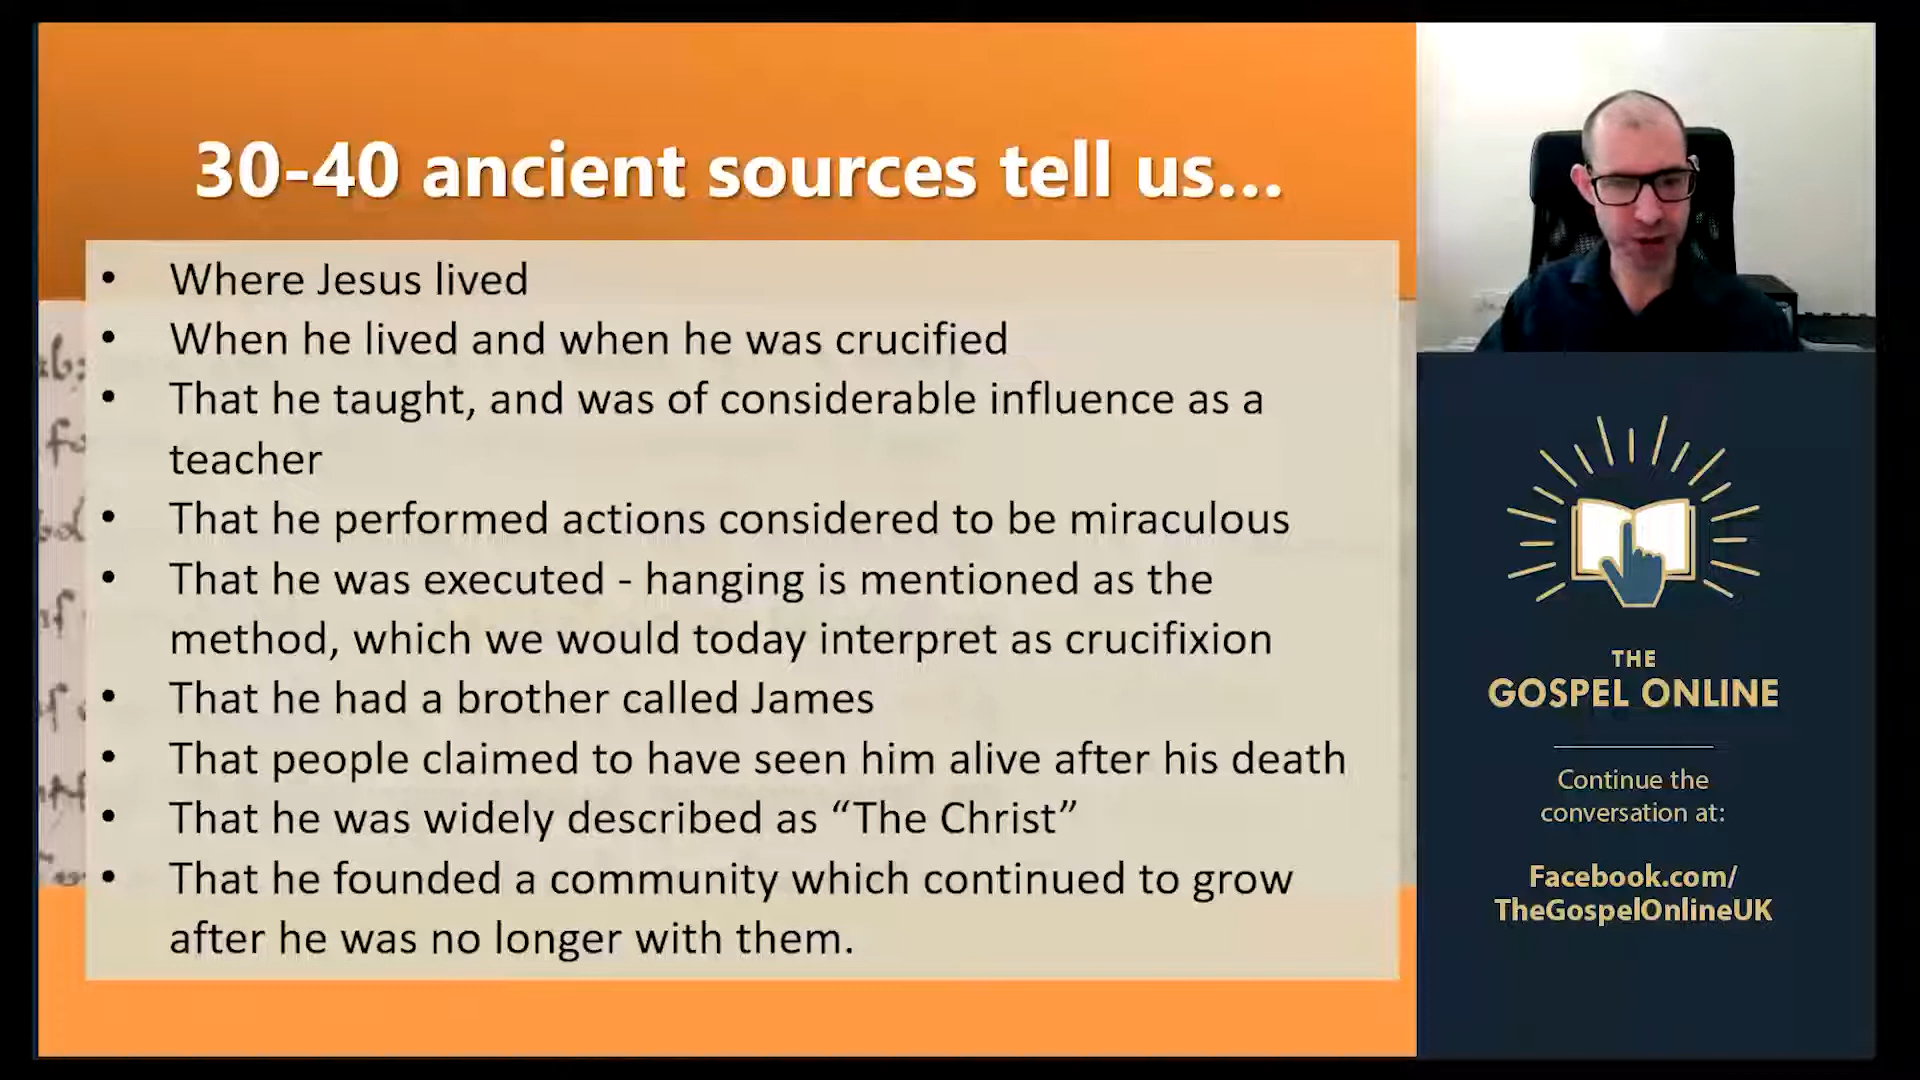 30-40 ancient sources tell us...
• Where Jesus lived
• When he lived and when he was crucified
• That he taught, and was of considerable influence as a
teacher
• That he performed actions considered to be miraculous
• That he was executed - hanging is mentioned as the
method, which we would today interpret as crucifixion
• That he had a brother called James
• That people claimed to have seen him alive after his death
• That he was widely described as “The Christ”
• That he founded a community which continued to grow
after he was no longer with them.
THE
GOSPEL ONLINE
Continue the
conversation at:
Facebook.com/
TheGospelOnlineUK